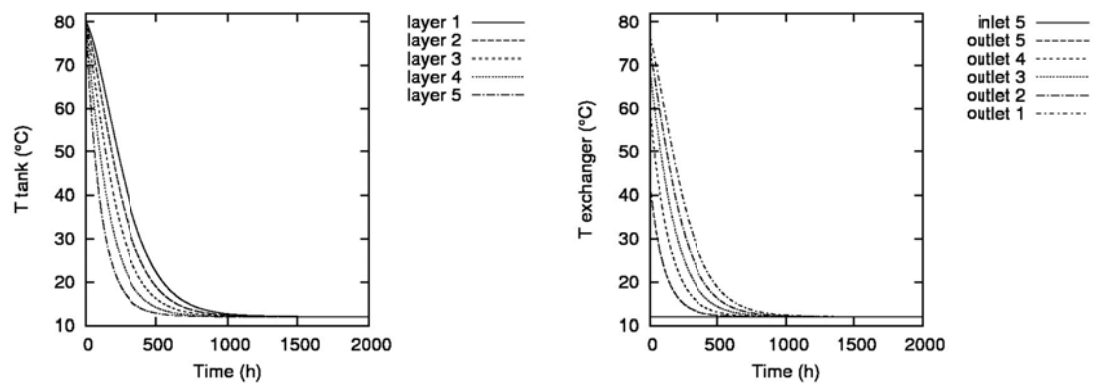 80
70
60
50
40
30
20
10
T tank (ºC)
0
500
1000
1500
2000
Time (h)
layer 1
layer 2
layer 3
layer 4
layer 5
80
70
60
50
40
30
20
10
T exchanger (ºC)
0
500
1000
1500
2000
Time (h)
inlet 5
outlet 5
outlet 4
outlet 3
outlet 2
outlet 1